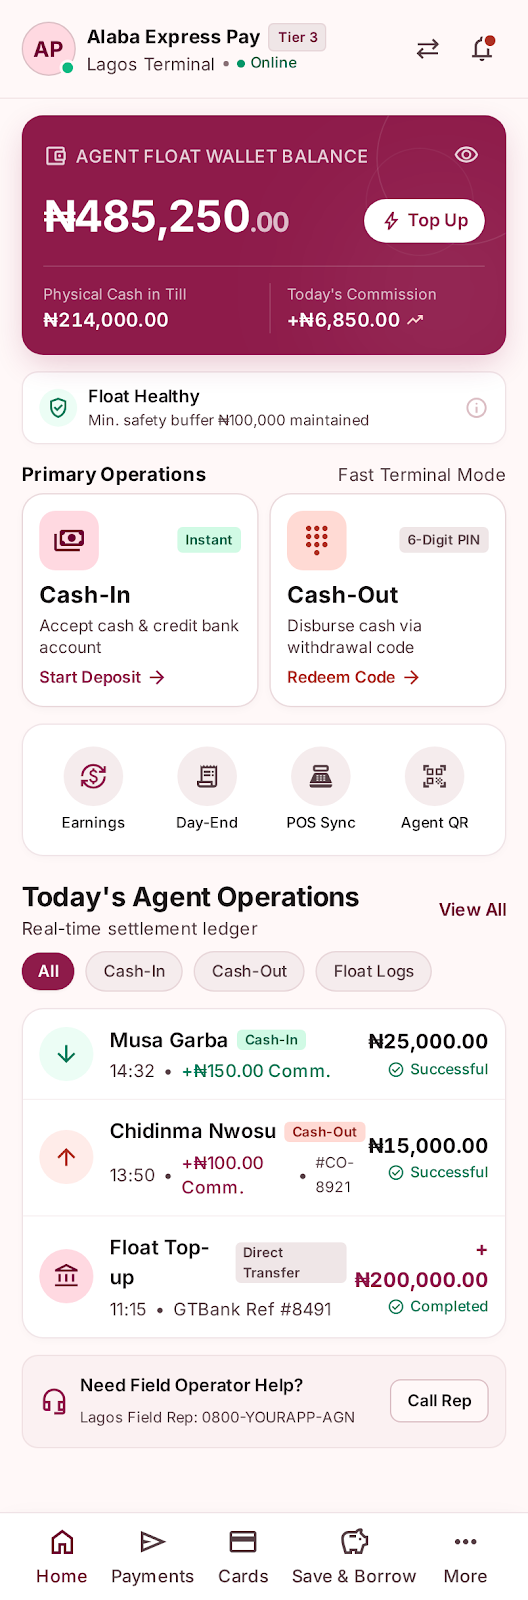 AP
Alaba Express Pay Tier 3
Lagos Terminal • Online
AGENT FLOAT WALLET BALANCE
₦485,250.00
Top Up
Physical Cash in Till
₦214,000.00
Today's Commission
+₦6,850.00
Float Healthy
Min. safety buffer ₦100,000 maintained
Primary Operations
Fast Terminal Mode
Instant
Cash-In
Accept cash & credit bank
account
Start Deposit →
6-Digit PIN
Cash-Out
Disburse cash via
withdrawal code
Redeem Code →
Earnings
Day-End
POS Sync
Agent QR
Today's Agent Operations
Real-time settlement ledger
View All
All
Cash-In
Cash-Out
Float Logs
Musa Garba Cash-In
14:32 • +₦150.00 Comm.
₦25,000.00
Successful
Chidinma Nwosu Cash-Out
13:50 • +₦100.00
Comm.
• #CO-
8921
₦15,000.00
Successful
Float Top-
up
Direct
Transfer
11:15 • GTBank Ref #8491
+
₦200,000.00
Completed
Need Field Operator Help?
Lagos Field Rep: 0800-YOURAPP-AGN
Call Rep
Home
Payments
Cards
Save & Borrow
More